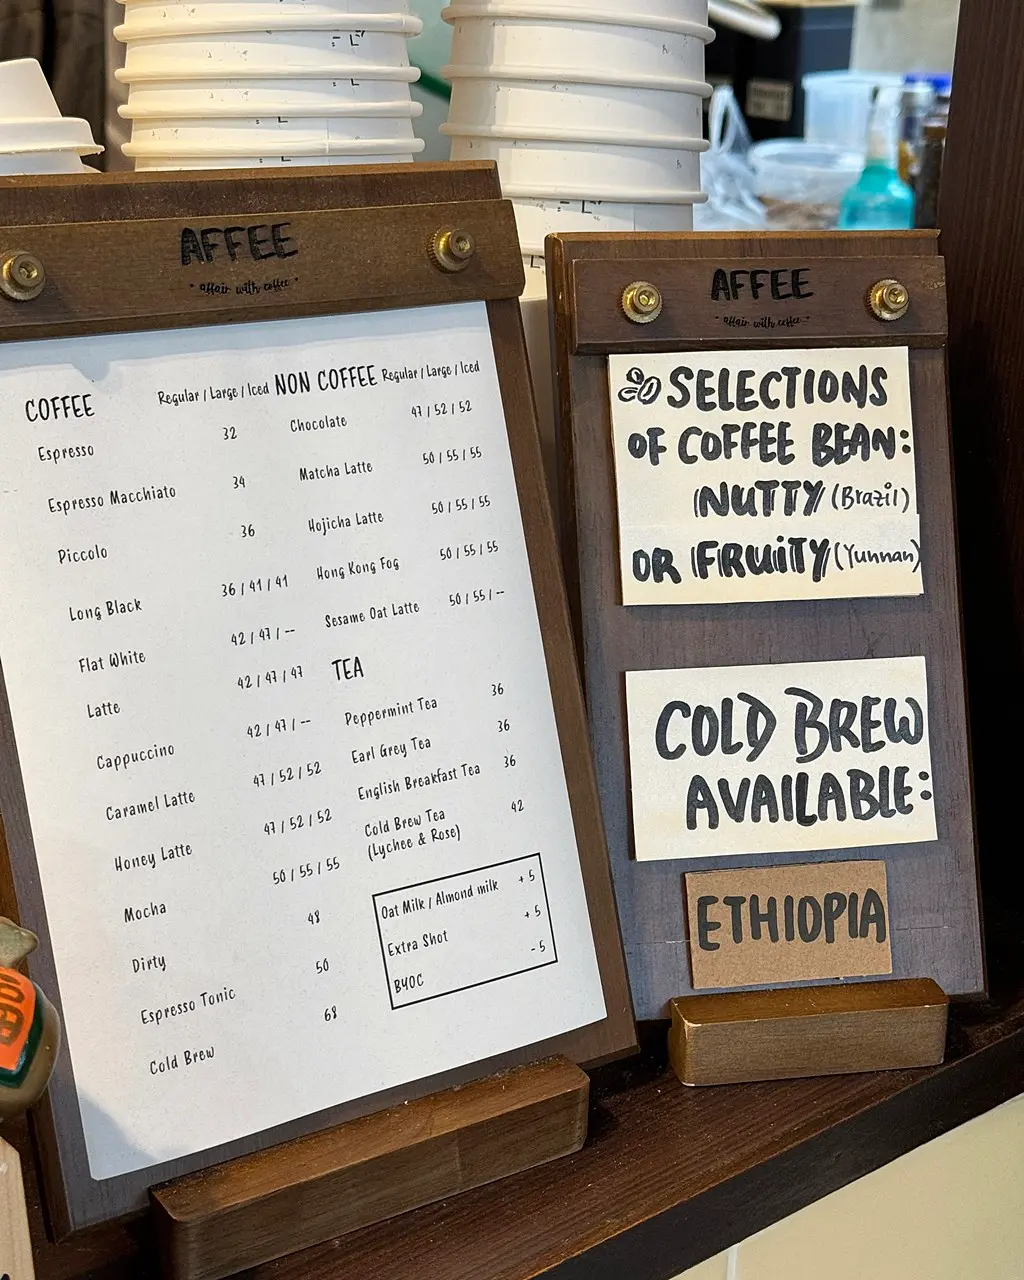 AFFEE
" affair with coffee "
COFFEE Regular / Large / Iced
Espresso 32
Espresso Macchiato 34
Piccolo 36
Long Black 36 / 41 / 41
Flat White 42 / 47 / --
Latte 42 / 47 / 47
Cappuccino 42 / 47 / --
Caramel Latte 47 / 52 / 52
Honey Latte 47 / 52 / 52
Mocha 50 / 55 / 55
Dirty 48
Espresso Tonic 50
Cold Brew 68
NON COFFEE Regular / Large / Iced
Chocolate 47 / 52 / 52
Matcha Latte 50 / 55 / 55
Hojicha Latte 50 / 55 / 55
Hong Kong Fog 50 / 55 / 55
Sesame Oat Latte 50 / 55 / --
TEA
Peppermint Tea 36
Earl Grey Tea 36
English Breakfast Tea 36
Cold Brew Tea 42
(Lychee & Rose)
Oat Milk / Almond milk + 5
Extra Shot + 5
BYOC - 5
AFFEE
" affair with coffee "
SELECTIONS
OF COFFEE BEAN:
NUTTY (Brazil)
OR FRUITY (Yunnan)
COLD BREW
AVAILABLE:
ETHIOPIA